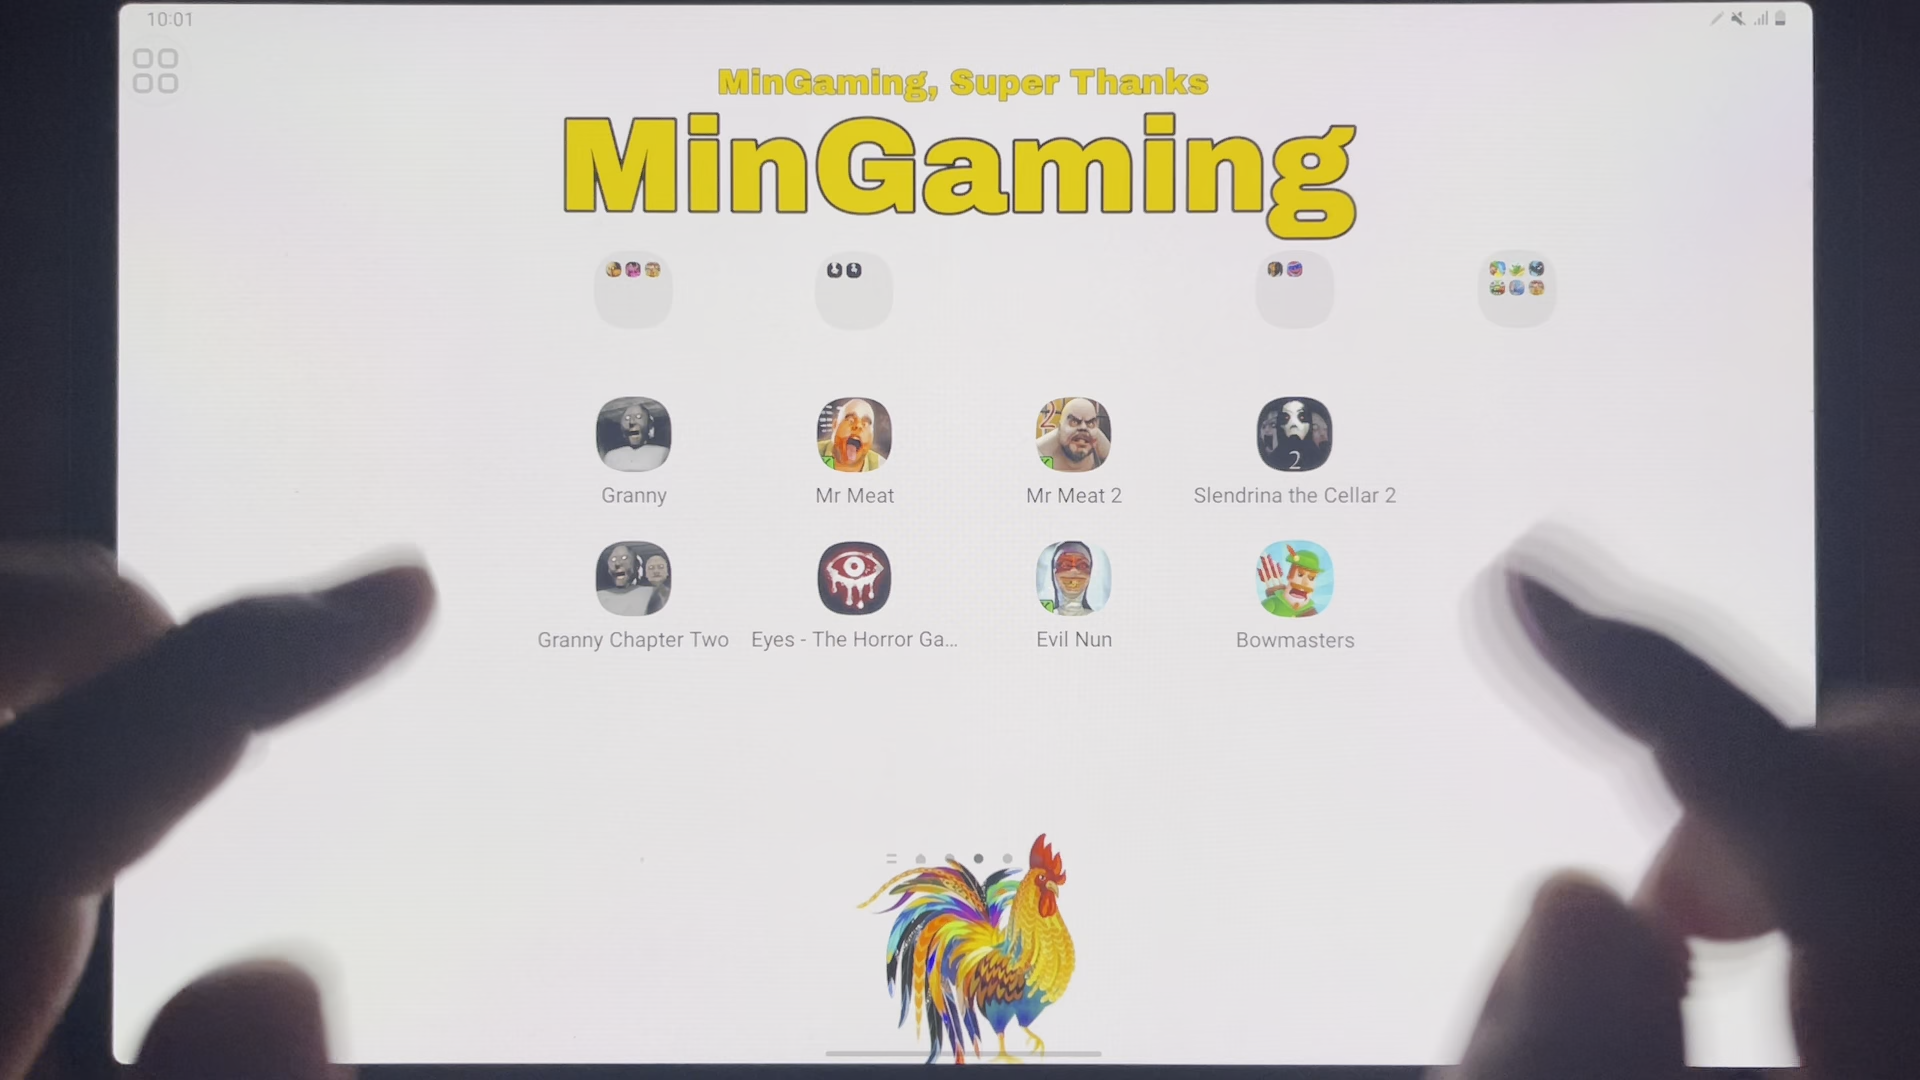 10:01
MinGaming, Super Thanks
MinGaming
Granny
Mr Meat
Mr Meat 2
2
Slendrina the Cellar 2
Granny Chapter Two
Eyes - The Horror Ga...
Evil Nun
Bowmasters